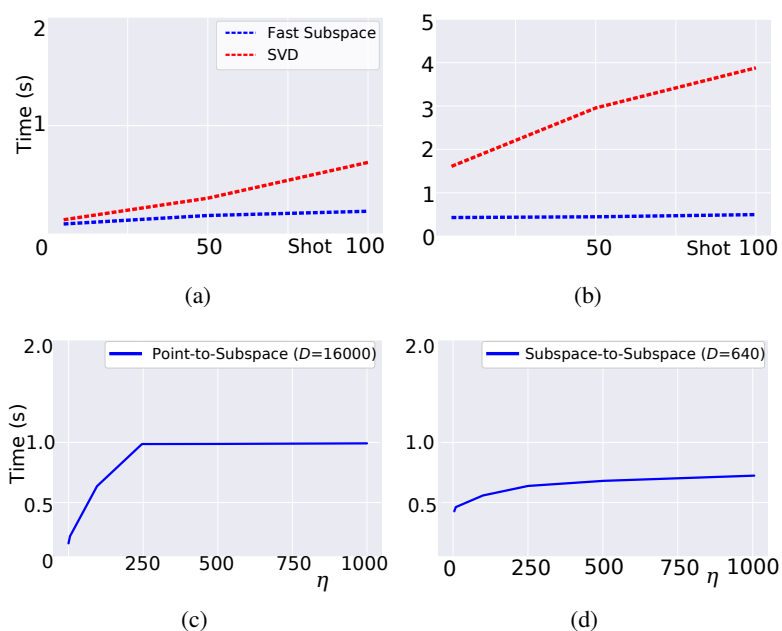 2
1
0
Time (s)
Fast Subspace
SVD
50
Shot
100
(a)
5
4
3
2
1
0
50
Shot
100
(b)
2.0
1.0
0.5
0
Time (s)
Point-to-Subspace (D=16000)
0
250
500
750
1000
η
(c)
2.0
1.0
0.5
Subspace-to-Subspace (D=640)
0
250
500
750
1000
η
(d)